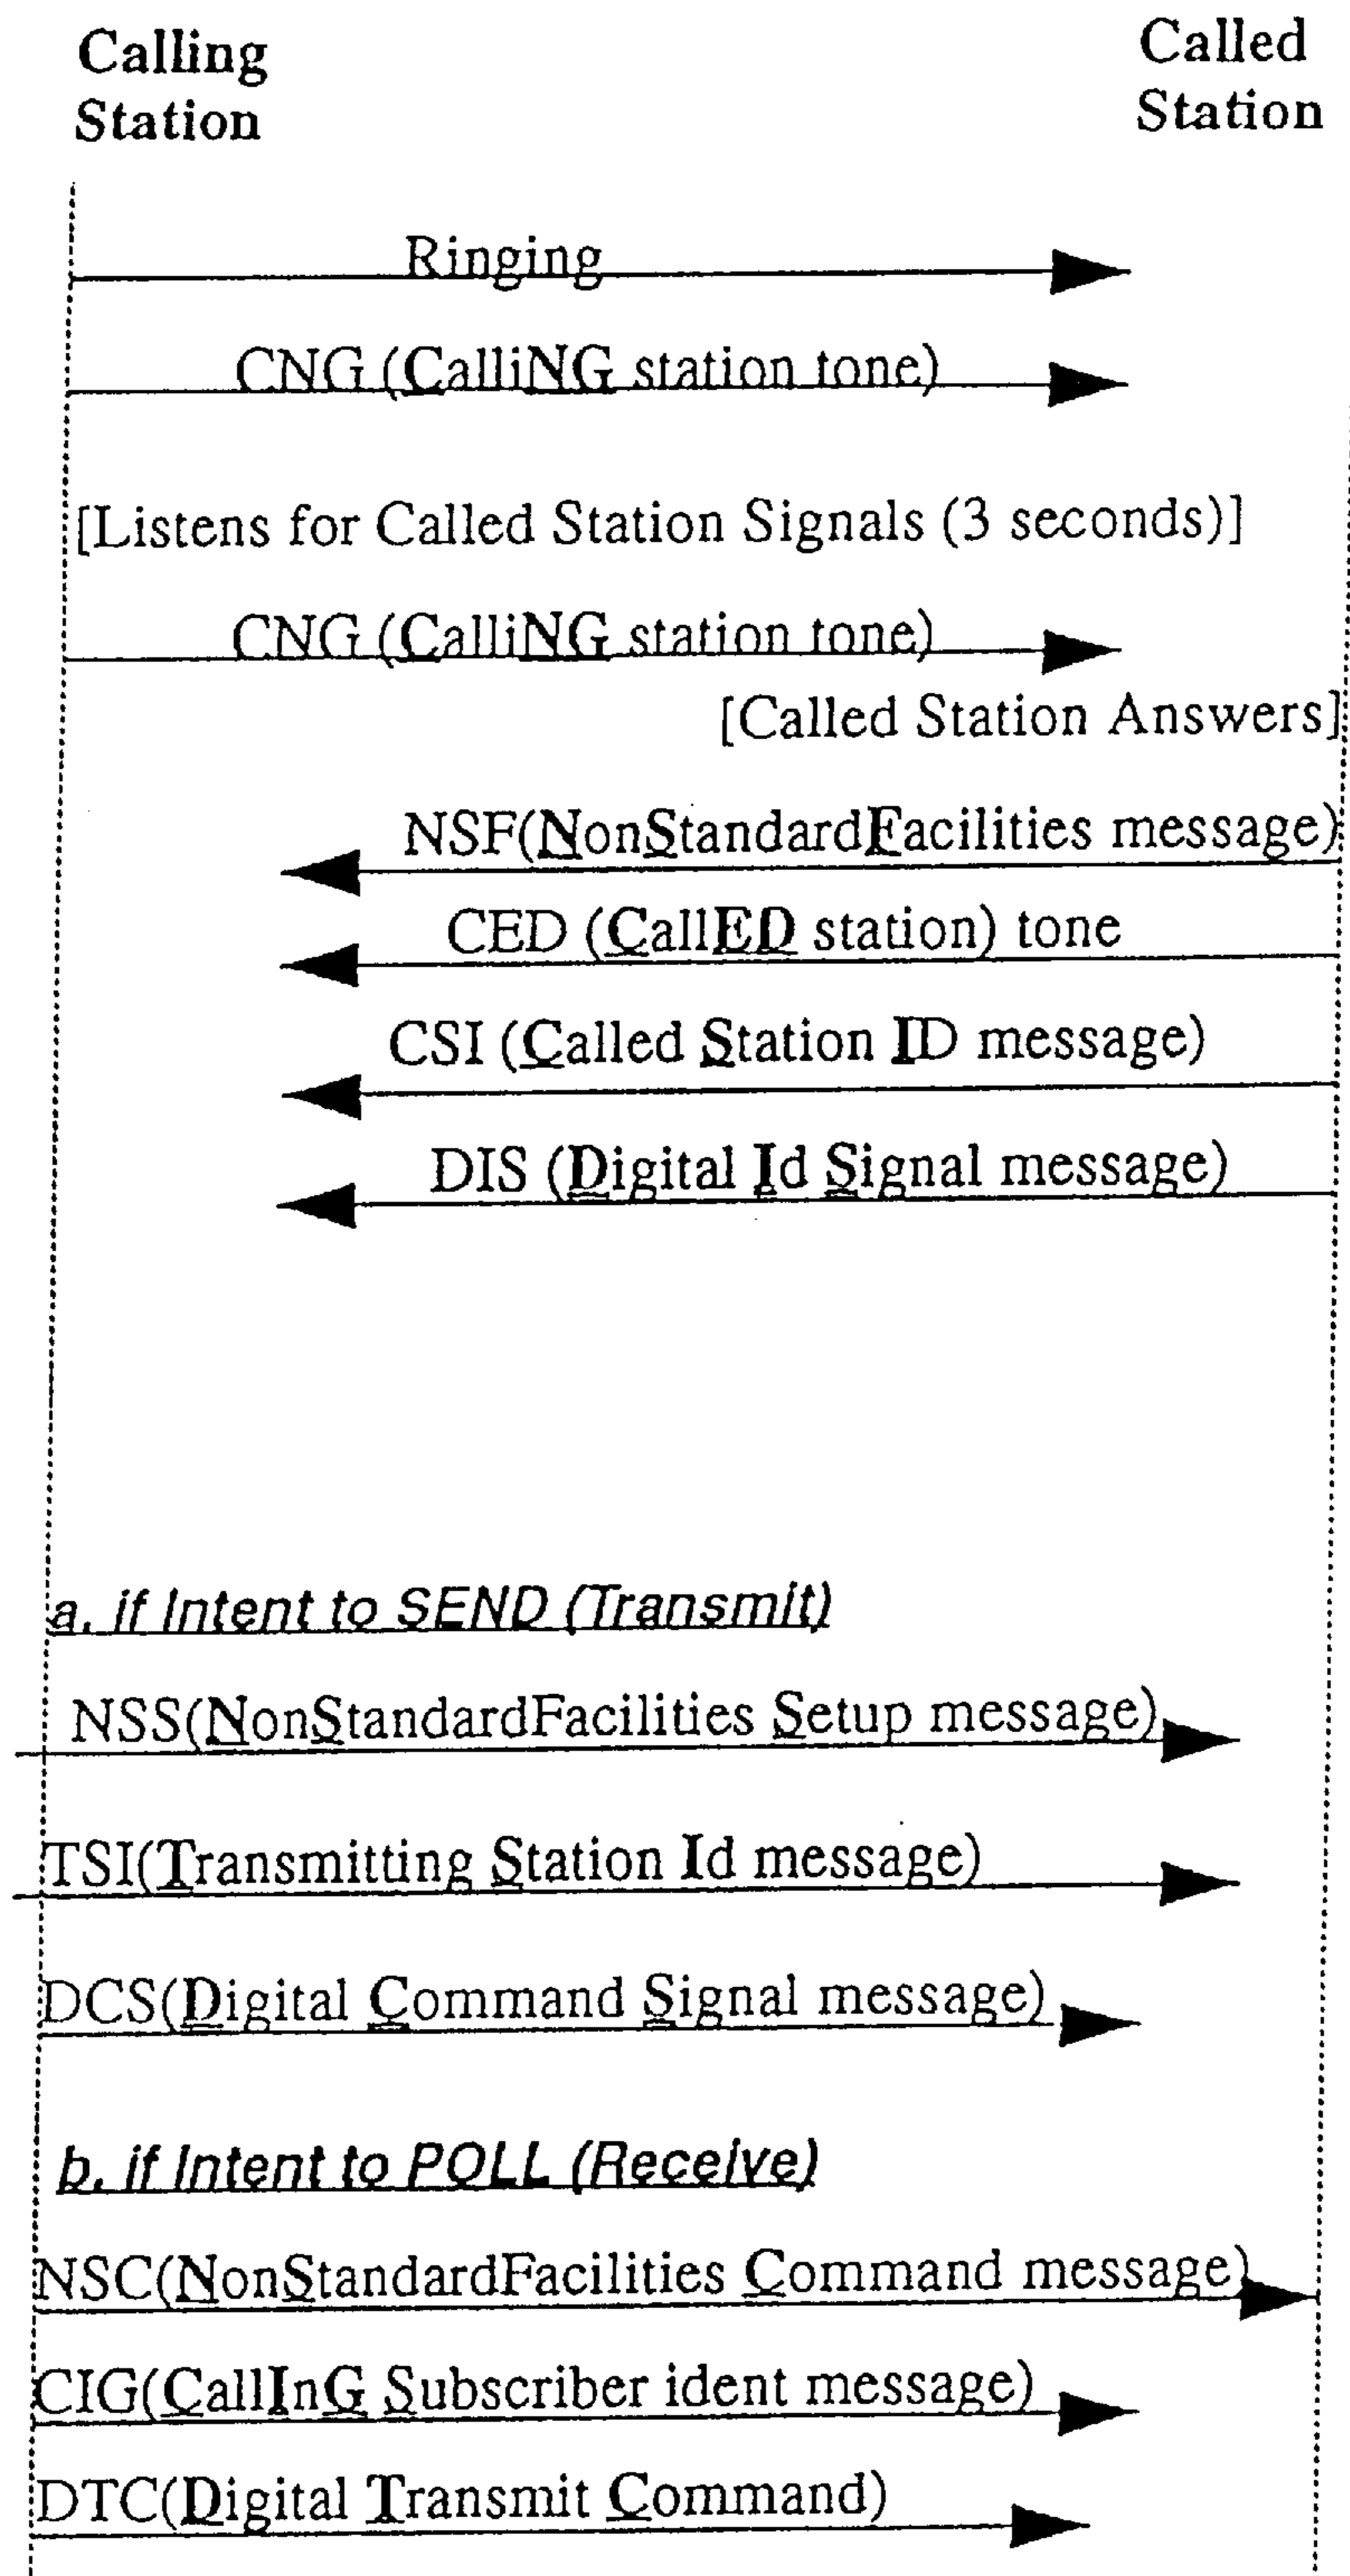 Calling
Station
Called
Station
Ringing
CNG (CalliNG station tone)
[Listens for Called Station Signals (3 seconds)]
CNG (CalliNG station tone)
[Called Station Answers]
NSF(NonStandardFacilities message)
CED (CallED station) tone
CSI (Called Station ID message)
DIS (Digital Id Signal message)
a. if Intent to SEND (Transmit)
NSS(NonStandardFacilities Setup message)
TSI(Transmitting Station Id message)
DCS(Digital Command Signal message)
b. if Intent to POLL (Receive)
NSC(NonStandardFacilities Command message)
CIG(CallInG Subscriber ident message)
DTC(Digital Transmit Command)